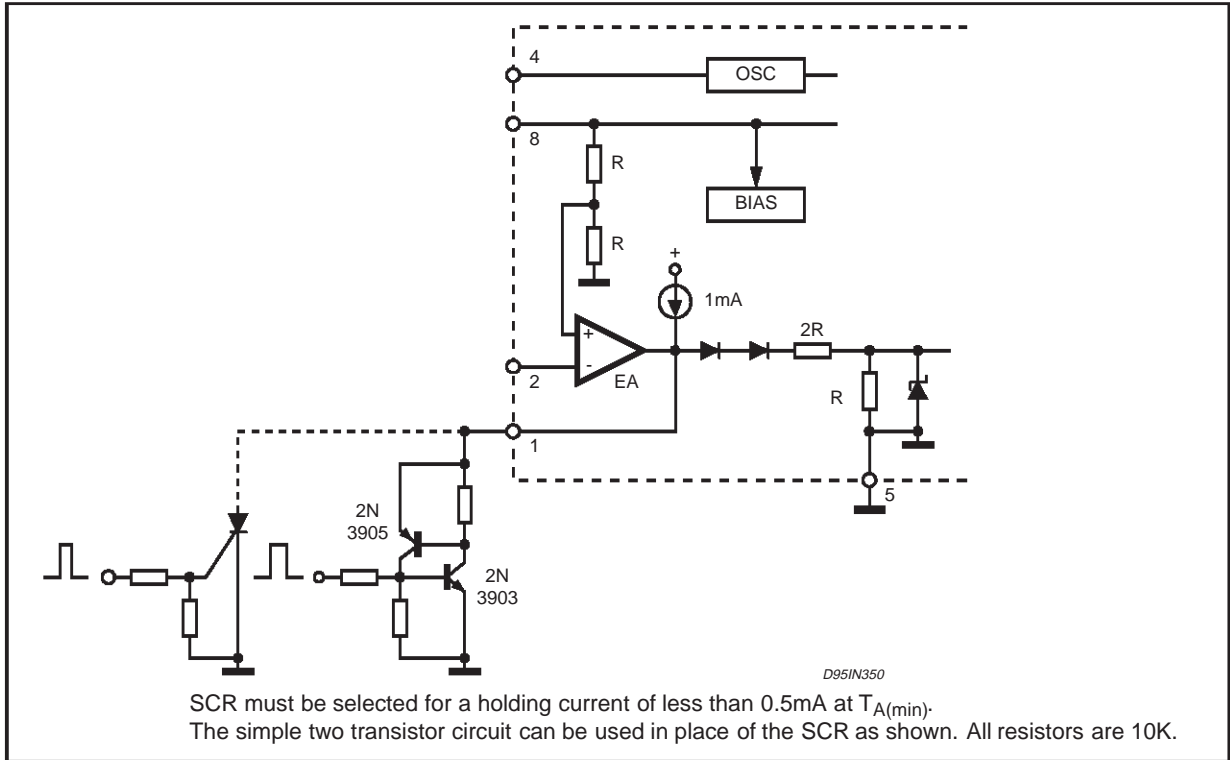 4
OSC
8
R
BIAS
R
+
1mA
2R
+
-
EA
2
R
1
5
2N
3905
2N
3903
D95IN350
SCR must be selected for a holding current of less than 0.5mA at TA(min).
The simple two transistor circuit can be used in place of the SCR as shown. All resistors are 10K.